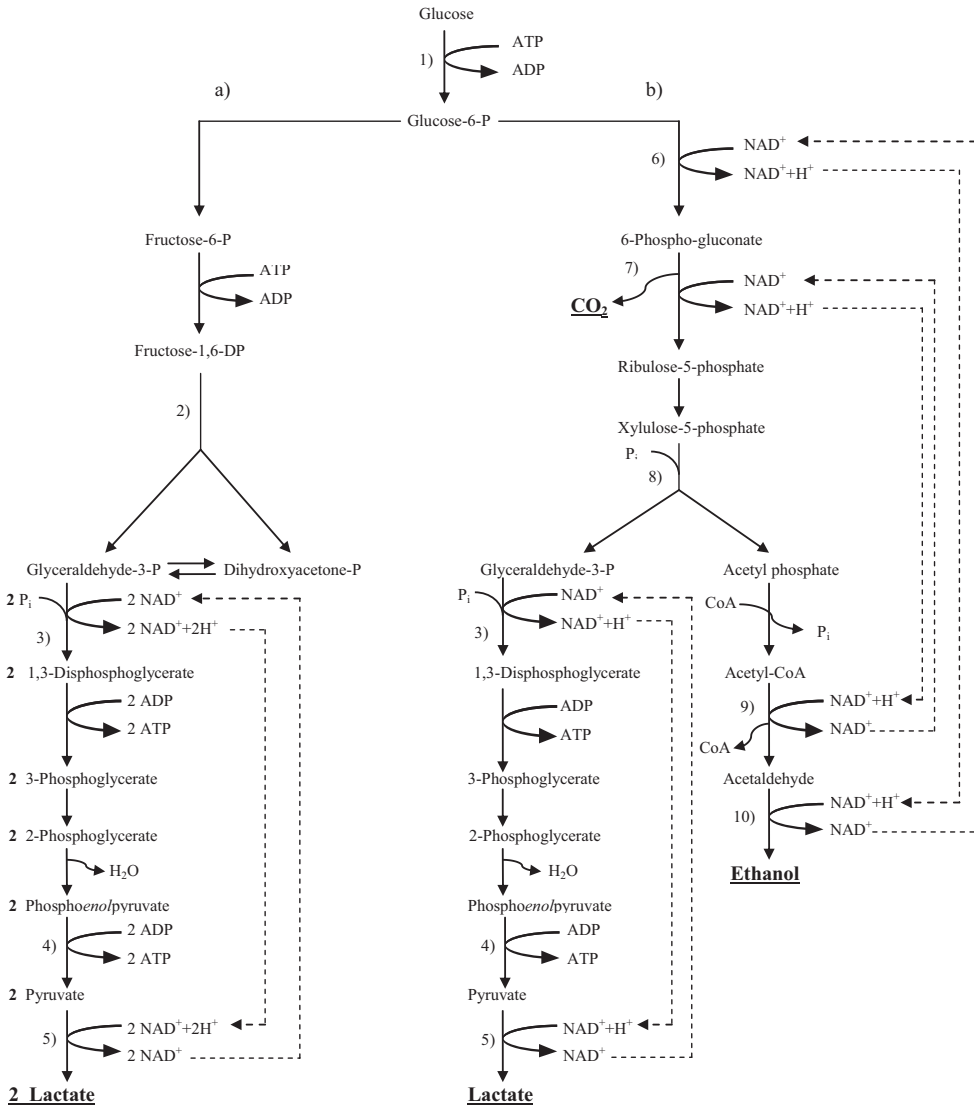 Glucose
1)
ATP
ADP
a)
b)
Glucose-6-P
Fructose-6-P
ATP
ADP
Fructose-1,6-DP
2)
Glyceraldehyde-3-P
Dihydroxyacetone-P
2 Pi
2 NAD+
3)
2 NAD++2H+
2 1,3-Disphosphoglycerate
2 ADP
2 ATP
2 3-Phosphoglycerate
2 2-Phosphoglycerate
H2O
2 Phosphoenolpyruvate
2 ADP
4)
2 ATP
2 Pyruvate
2 NAD++2H+
5)
2 NAD+
2 Lactate
6)
NAD+
NAD++H+
6-Phospho-gluconate
7)
NAD+
CO2
NAD++H+
Ribulose-5-phosphate
Xylulose-5-phosphate
Pi
8)
Glyceraldehyde-3-P
Pi
NAD+
3)
NAD++H+
1,3-Disphosphoglycerate
ADP
ATP
3-Phosphoglycerate
2-Phosphoglycerate
H2O
Phosphoenolpyruvate
ADP
4)
ATP
Pyruvate
NAD++H+
5)
NAD+
Lactate
Acetyl phosphate
CoA
Pi
Acetyl-CoA
9)
NAD++H+
NAD+
CoA
Acetaldehyde
10)
NAD++H+
NAD+
Ethanol